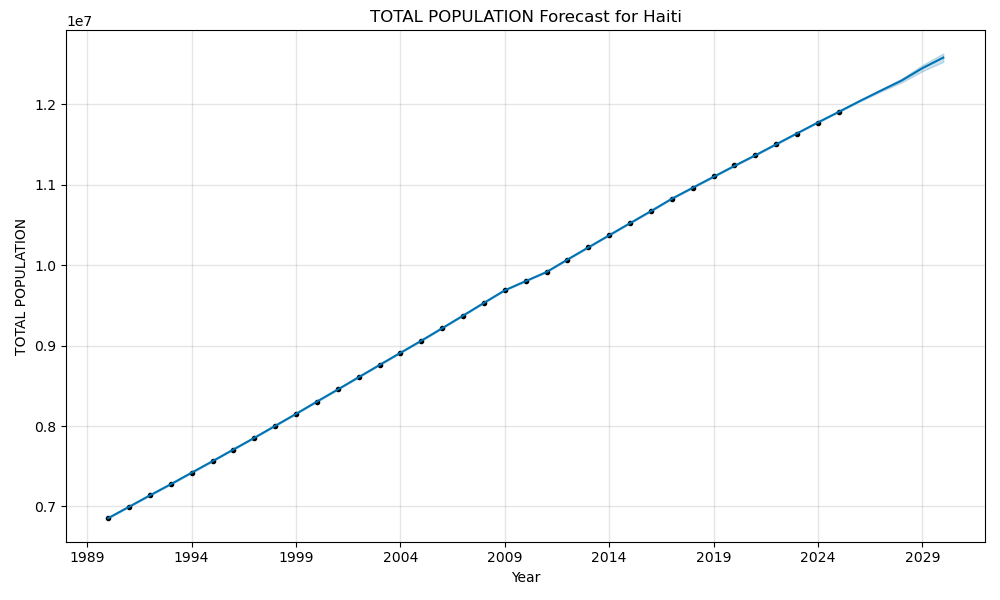 TOTAL POPULATION Forecast for Haiti
1e7
1.2
1.1
1.0
0.9
0.8
0.7
TOTAL POPULATION
1989 1994 1999 2004 2009 2014 2019 2024 2029
Year